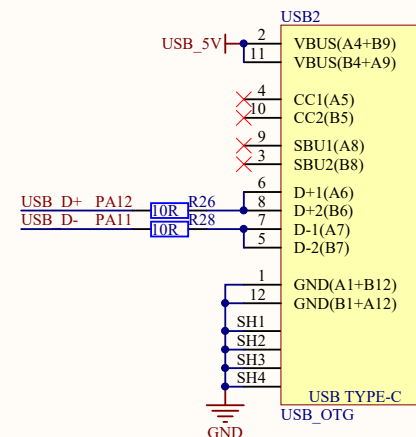 USB2
2 VBUS(A4+B9)
USB_5V
11 VBUS(B4+A9)
4 CC1(A5)
10 CC2(B5)
9 SBU1(A8)
3 SBU2(B8)
6 D+1(A6)
USB D+ PA12 10R R26 8 D+2(B6)
USB D- PA11 10R R28 7 D-1(A7)
5 D-2(B7)
1 GND(A1+B12)
12 GND(B1+A12)
SH1
SH2
SH3
SH4
USB TYPE-C
USB_OTG
GND